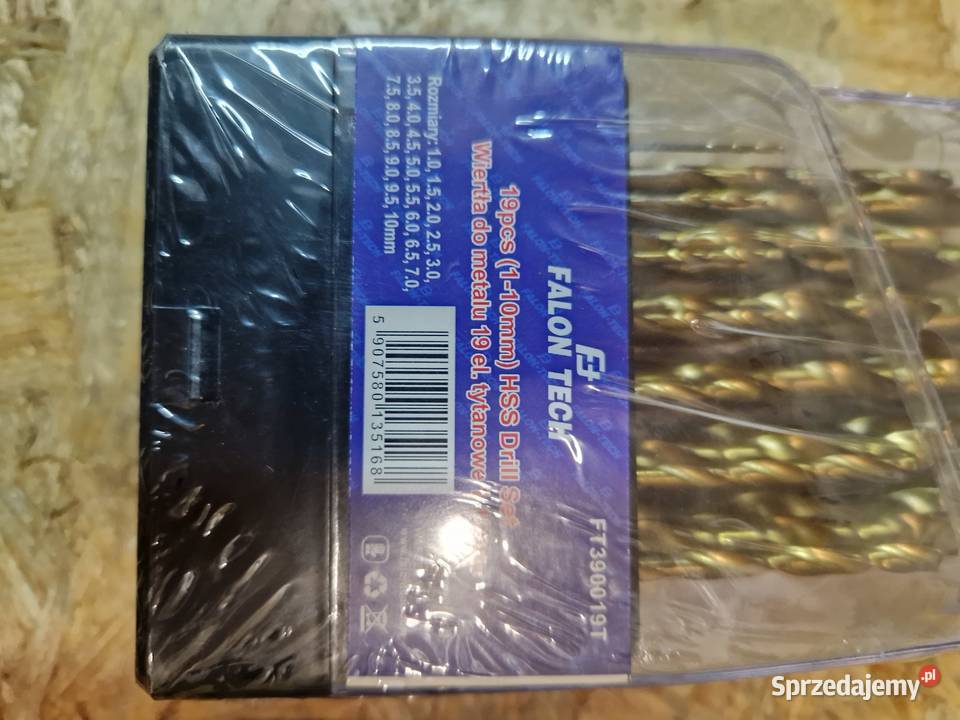 FALON TECH
FT390019T
19pcs (1-10mm) HSS Drill Set
Wiertła do metalu 19 el. tytanowe
Rozmiary: 1.0, 1.5, 2.0, 2.5, 3.0,
3.5, 4.0, 4.5, 5.0, 5.5, 6.0, 6.5, 7.0,
7.5, 8.0, 8.5, 9.0, 9.5, 10mm
5 907580 135168
Sprzedajemy.pl